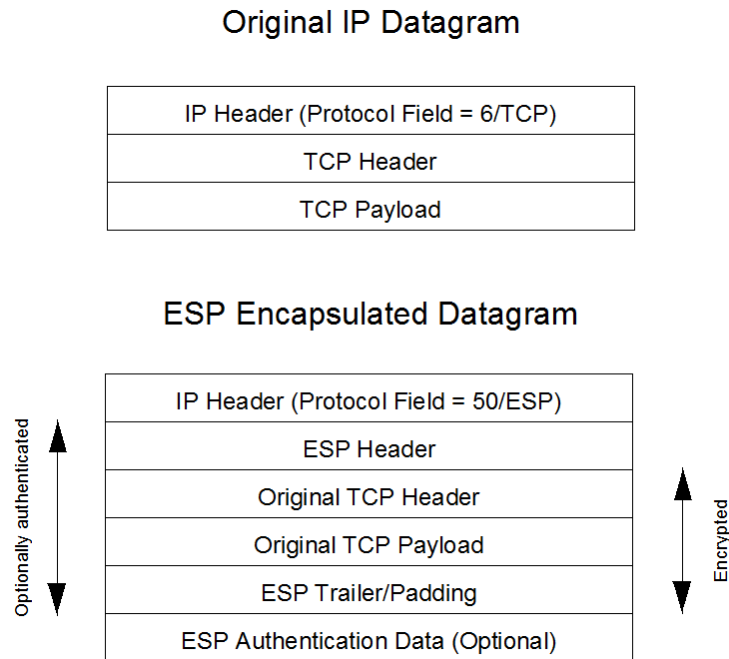 Original IP Datagram
IP Header (Protocol Field = 6/TCP)
TCP Header
TCP Payload
ESP Encapsulated Datagram
IP Header (Protocol Field = 50/ESP)
ESP Header
Original TCP Header
Original TCP Payload
ESP Trailer/Padding
ESP Authentication Data (Optional)
Optionally authenticated
Encrypted